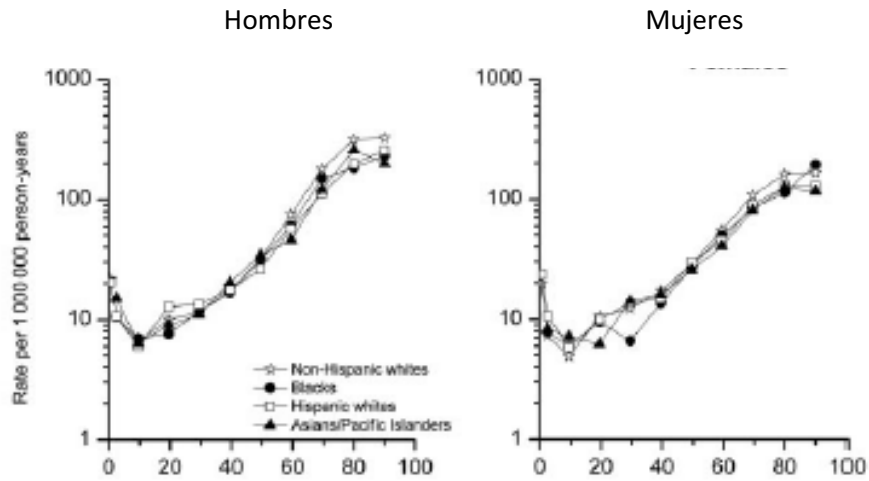 Hombres
Mujeres
1000
100
10
1
0
20
40
60
80
100
Rate per 1 000 000 person-years
Non-Hispanic whites
Blacks
Hispanic whites
Asians/Pacific Islanders
1000
100
10
1
0
20
40
60
80
100